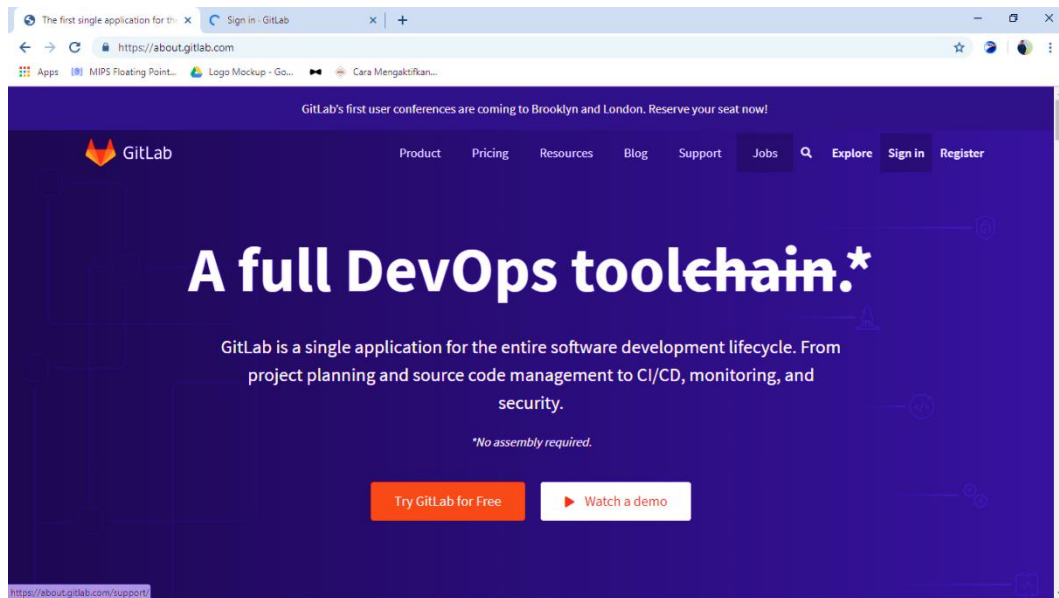 The first single application for th
Sign in · GitLab
https://about.gitlab.com
Apps
MIPS Floating Point...
Logo Mockup - Go...
Cara Mengaktifkan...
GitLab's first user conferences are coming to Brooklyn and London. Reserve your seat now!
GitLab
Product Pricing Resources Blog Support Jobs Explore Sign in Register
A full DevOps toolchain.*
GitLab is a single application for the entire software development lifecycle. From
project planning and source code management to CI/CD, monitoring, and
security.
*No assembly required.
Try GitLab for Free
Watch a demo
https://about.gitlab.com/support/